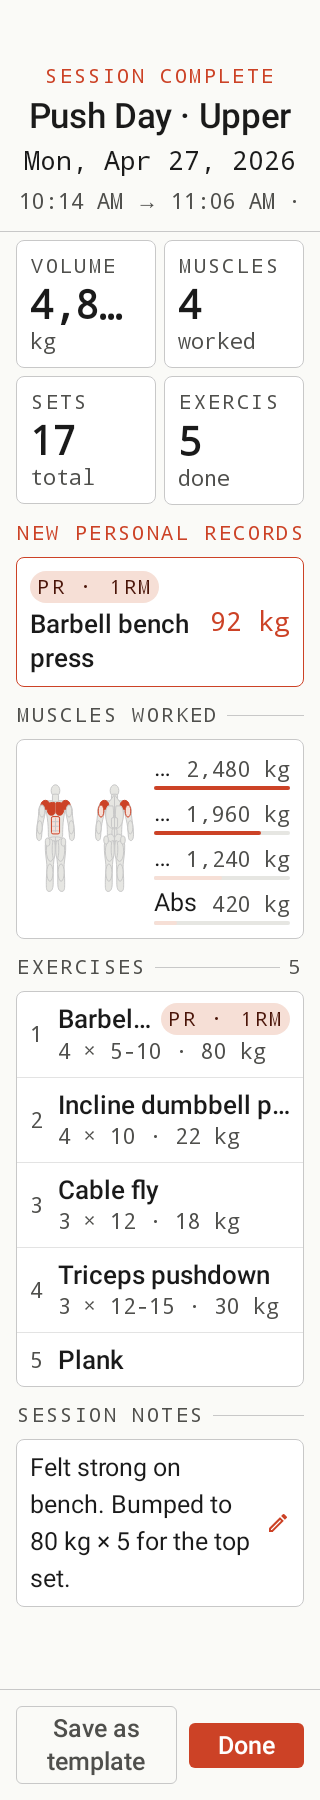 SESSION COMPLETE
Push Day · Upper
Mon, Apr 27, 2026
10:14 AM → 11:06 AM ·
VOLUME
4,8…
kg
MUSCLES
4
worked
SETS
17
total
EXERCIS
5
done
NEW PERSONAL RECORDS
PR · 1RM
Barbell bench
press
92 kg
MUSCLES WORKED
… 2,480 kg
… 1,960 kg
… 1,240 kg
Abs 420 kg
EXERCISES 5
1 Barbel… PR · 1RM
4 × 5-10 · 80 kg
2 Incline dumbbell p…
4 × 10 · 22 kg
3 Cable fly
3 × 12 · 18 kg
4 Triceps pushdown
3 × 12-15 · 30 kg
5 Plank
SESSION NOTES
Felt strong on
bench. Bumped to
80 kg × 5 for the top
set.
Save as
template
Done